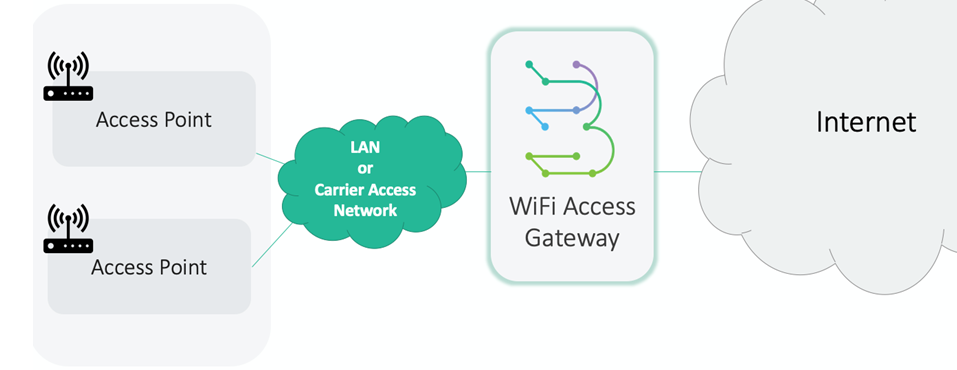 Access Point
Access Point
LAN
or
Carrier Access
Network
WiFi Access
Gateway
Internet